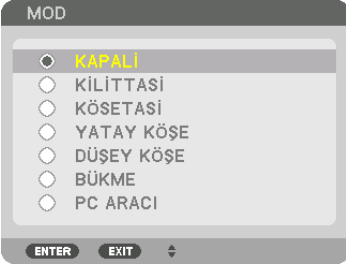 MOD
KAPALİ
KİLİTTASİ
KÖSETASİ
YATAY KÖŞE
DÜŞEY KÖŞE
BÜKME
PC ARACI
ENTER EXIT